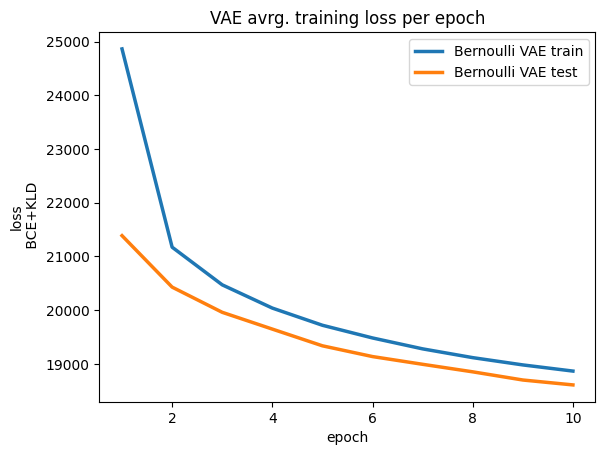 VAE avrg. training loss per epoch
25000
24000
23000
22000
21000
20000
19000
loss
BCE+KLD
Bernoulli VAE train
Bernoulli VAE test
2
4
6
8
10
epoch